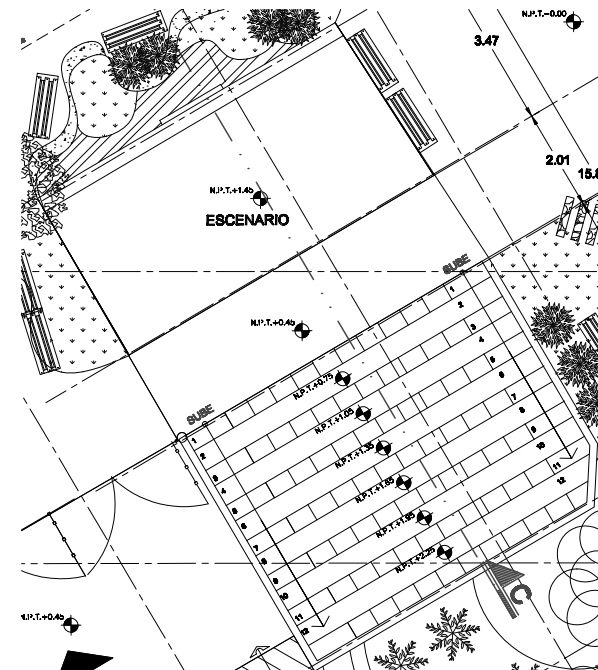 N.P.T.-0.00
3.47
2.01
15.8
N.P.T.+1.45
ESCENARIO
SUBE
N.P.T.+0.45
1
2
3
4
5
6
7
8
9
10
11
12
N.P.T.+0.75
N.P.T.+1.05
N.P.T.+1.35
N.P.T.+1.65
N.P.T.+1.95
N.P.T.+2.25
SUBE
1
2
3
4
5
6
7
8
9
10
11
12
C
N.P.T.+0.45